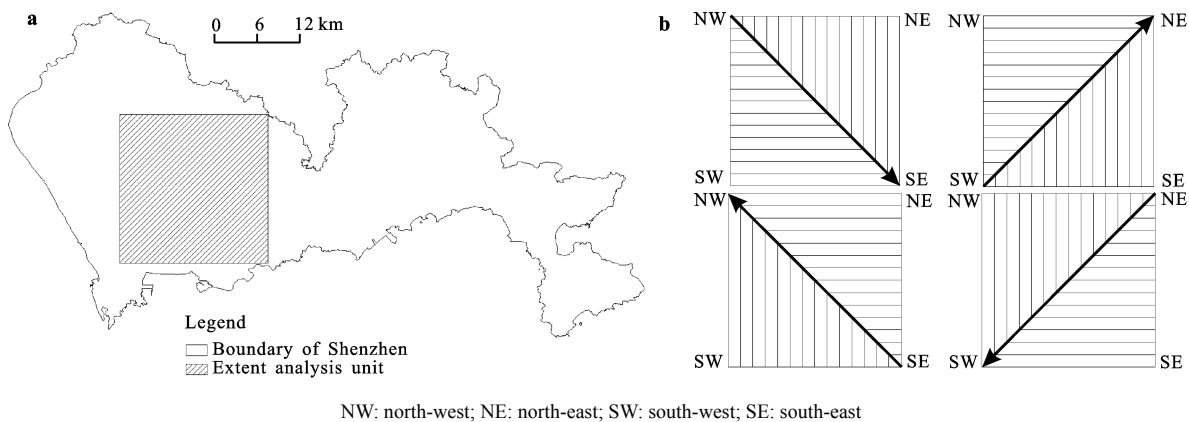 a
0 6 12 km
Legend
Boundary of Shenzhen
Extent analysis unit
b
NW NE
SW SE
NW NE
SW SE
NW NE
SW SE
NW NE
SW SE
NW: north-west; NE: north-east; SW: south-west; SE: south-east